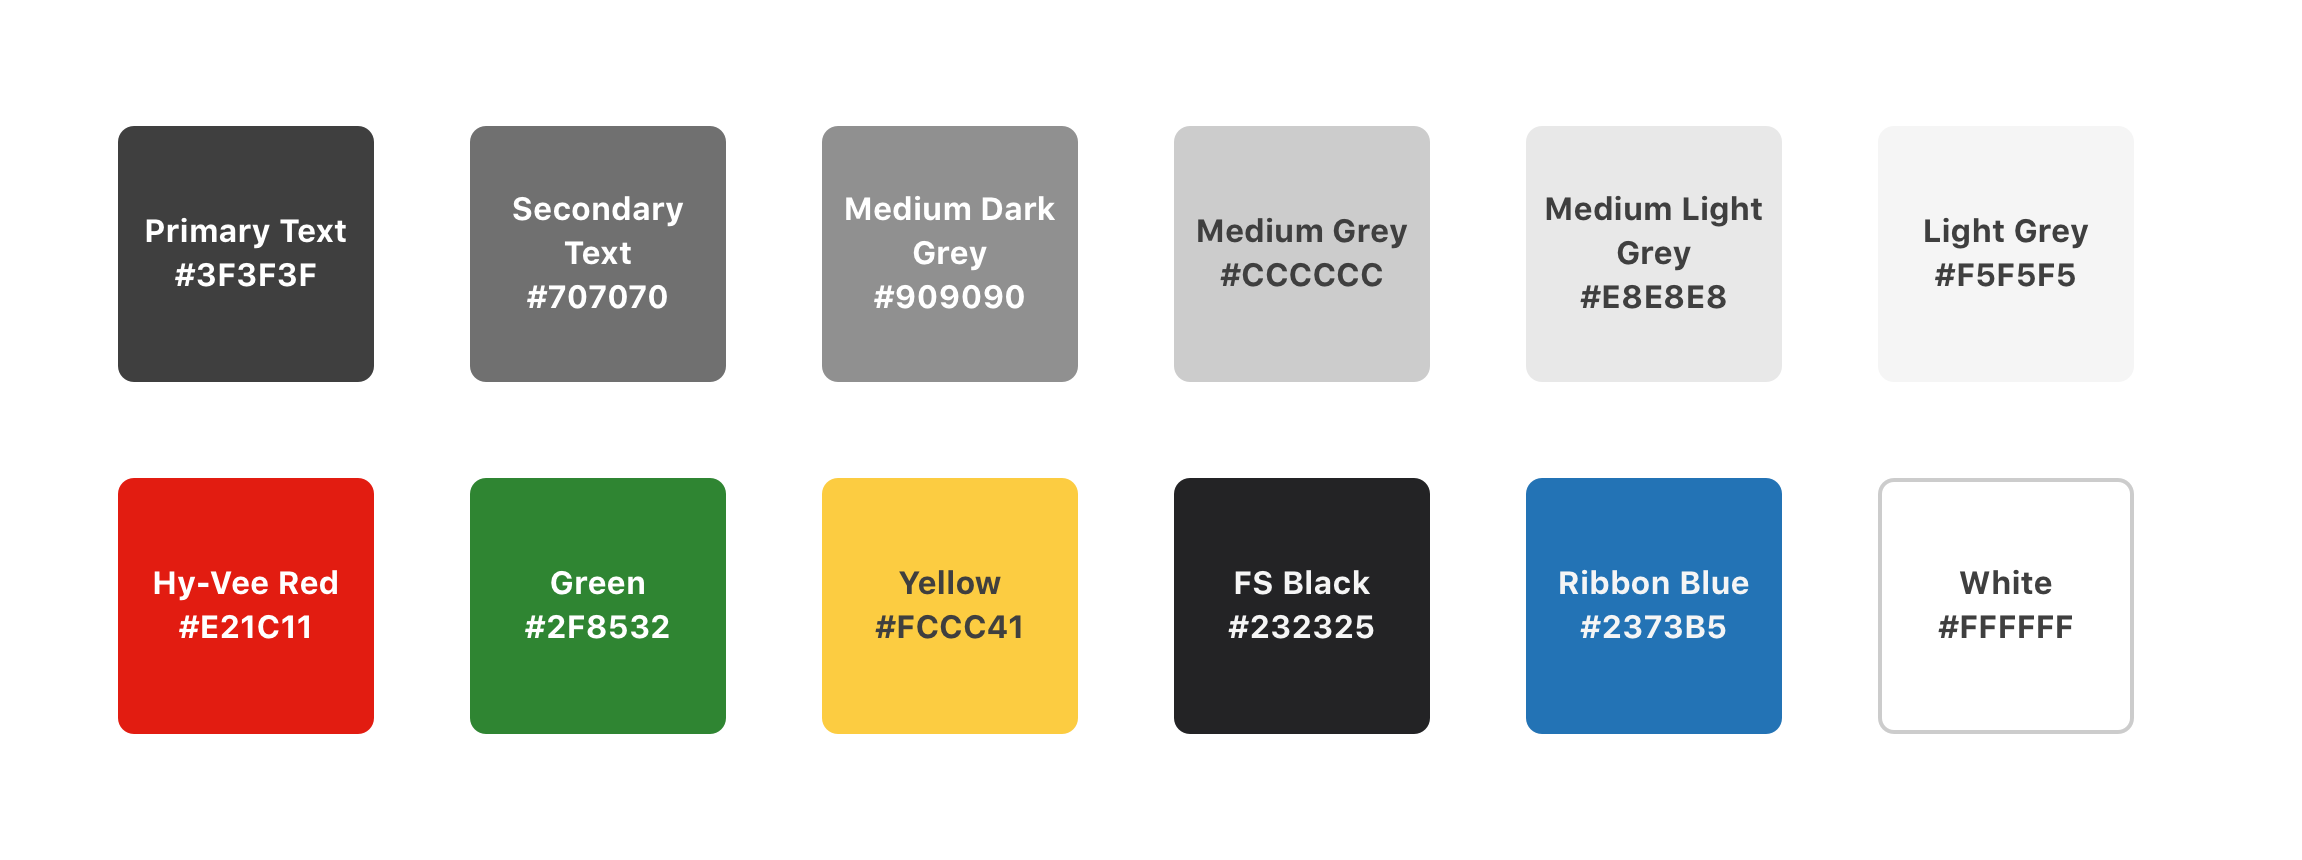 Primary Text
#3F3F3F
Secondary
Text
#707070
Medium Dark
Grey
#909090
Medium Grey
#CCCCCC
Medium Light
Grey
#E8E8E8
Light Grey
#F5F5F5
Hy-Vee Red
#E21C11
Green
#2F8532
Yellow
#FCCC41
FS Black
#232325
Ribbon Blue
#2373B5
White
#FFFFFF